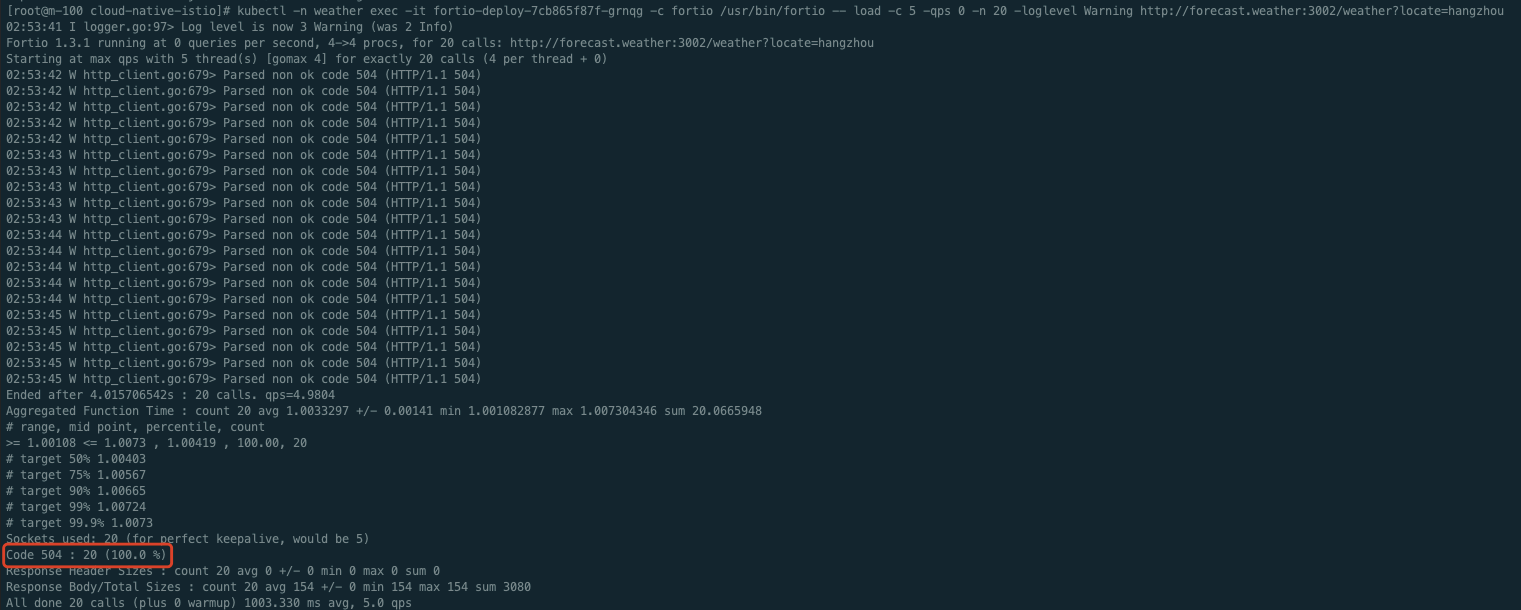 [root@m-100 cloud-native-istio]# kubectl -n weather exec -it fortio-deploy-7cb865f87f-grnqg -c fortio /usr/bin/fortio -- load -c 5 -qps 0 -n 20 -loglevel Warning http://forecast.weather:3002/weather?locate=hangzhou
02:53:41 I logger.go:97> Log level is now 3 Warning (was 2 Info)
Fortio 1.3.1 running at 0 queries per second, 4->4 procs, for 20 calls: http://forecast.weather:3002/weather?locate=hangzhou
Starting at max qps with 5 thread(s) [gomax 4] for exactly 20 calls (4 per thread + 0)
02:53:42 W http_client.go:679> Parsed non ok code 504 (HTTP/1.1 504)
02:53:42 W http_client.go:679> Parsed non ok code 504 (HTTP/1.1 504)
02:53:42 W http_client.go:679> Parsed non ok code 504 (HTTP/1.1 504)
02:53:42 W http_client.go:679> Parsed non ok code 504 (HTTP/1.1 504)
02:53:42 W http_client.go:679> Parsed non ok code 504 (HTTP/1.1 504)
02:53:43 W http_client.go:679> Parsed non ok code 504 (HTTP/1.1 504)
02:53:43 W http_client.go:679> Parsed non ok code 504 (HTTP/1.1 504)
02:53:43 W http_client.go:679> Parsed non ok code 504 (HTTP/1.1 504)
02:53:43 W http_client.go:679> Parsed non ok code 504 (HTTP/1.1 504)
02:53:43 W http_client.go:679> Parsed non ok code 504 (HTTP/1.1 504)
02:53:44 W http_client.go:679> Parsed non ok code 504 (HTTP/1.1 504)
02:53:44 W http_client.go:679> Parsed non ok code 504 (HTTP/1.1 504)
02:53:44 W http_client.go:679> Parsed non ok code 504 (HTTP/1.1 504)
02:53:44 W http_client.go:679> Parsed non ok code 504 (HTTP/1.1 504)
02:53:44 W http_client.go:679> Parsed non ok code 504 (HTTP/1.1 504)
02:53:45 W http_client.go:679> Parsed non ok code 504 (HTTP/1.1 504)
02:53:45 W http_client.go:679> Parsed non ok code 504 (HTTP/1.1 504)
02:53:45 W http_client.go:679> Parsed non ok code 504 (HTTP/1.1 504)
02:53:45 W http_client.go:679> Parsed non ok code 504 (HTTP/1.1 504)
02:53:45 W http_client.go:679> Parsed non ok code 504 (HTTP/1.1 504)
Ended after 4.015706542s : 20 calls. qps=4.9804
Aggregated Function Time : count 20 avg 1.0033297 +/- 0.00141 min 1.001082877 max 1.007304346 sum 20.0665948
# range, mid point, percentile, count
>= 1.00108 <= 1.0073 , 1.00419 , 100.00, 20
# target 50% 1.00403
# target 75% 1.00567
# target 90% 1.00665
# target 99% 1.00724
# target 99.9% 1.0073
Sockets used: 20 (for perfect keepalive, would be 5)
Code 504 : 20 (100.0 %)
Response Header Sizes : count 20 avg 0 +/- 0 min 0 max 0 sum 0
Response Body/Total Sizes : count 20 avg 154 +/- 0 min 154 max 154 sum 3080
All done 20 calls (plus 0 warmup) 1003.330 ms avg, 5.0 qps